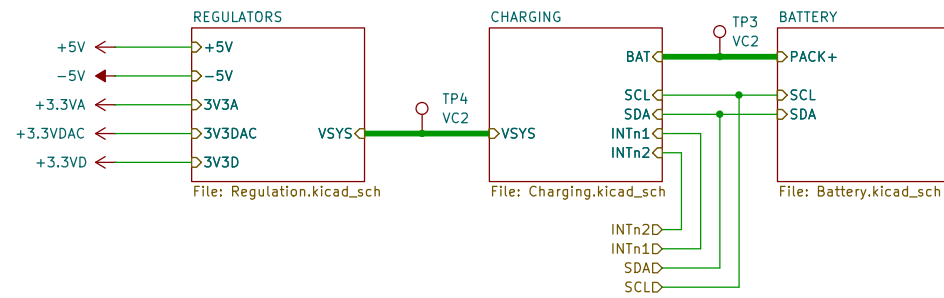 REGULATORS
+5V
-5V
+3.3VA
+3.3VDAC
+3.3VD
+5V
-5V
3V3A
3V3DAC
3V3D
VSYS
File: Regulation.kicad_sch
TP4
VC2
CHARGING
VSYS
BAT
SCL
SDA
INTn1
INTn2
File: Charging.kicad_sch
TP3
VC2
BATTERY
PACK+
SCL
SDA
File: Battery.kicad_sch
INTn2
INTn1
SDA
SCL